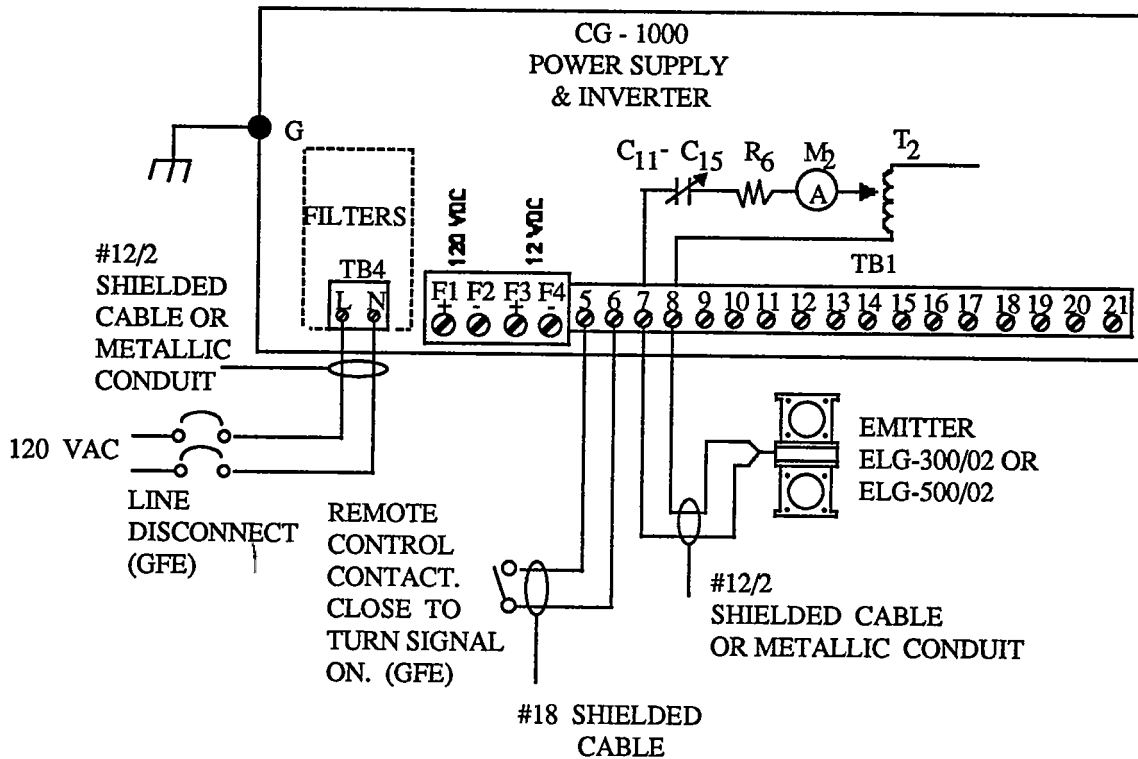 CG - 1000
POWER SUPPLY
& INVERTER
G
C11- C15 R6 M2 T2
A
FILTERS
120 VDC
12 VDC
#12/2
SHIELDED
CABLE OR
METALLIC
CONDUIT
TB4
L N
TB1
F1 F2 F3 F4 5 6 7 8 9 10 11 12 13 14 15 16 17 18 19 20 21
+ - + -
120 VAC
LINE
DISCONNECT
(GFE)
REMOTE
CONTROL
CONTACT.
CLOSE TO
TURN SIGNAL
ON. (GFE)
EMITTER
ELG-300/02 OR
ELG-500/02
#12/2
SHIELDED CABLE
OR METALLIC CONDUIT
#18 SHIELDED
CABLE